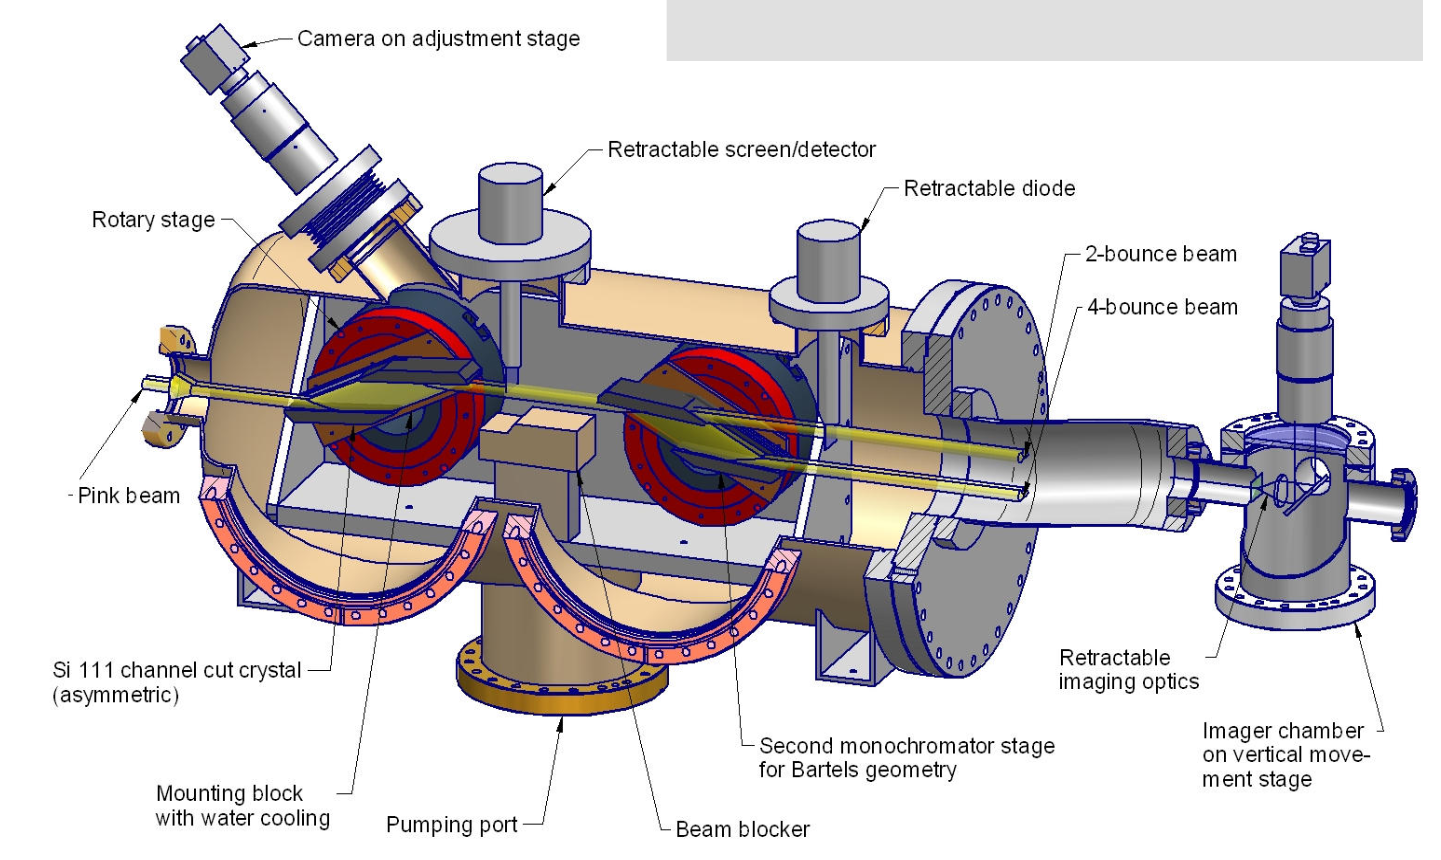 Camera on adjustment stage
Retractable screen/detector
Retractable diode
Rotary stage
2-bounce beam
4-bounce beam
Pink beam
Si 111 channel cut crystal
(asymmetric)
Retractable
imaging optics
Imager chamber
on vertical move-
ment stage
Second monochromator stage
for Bartels geometry
Mounting block
with water cooling
Pumping port
Beam blocker